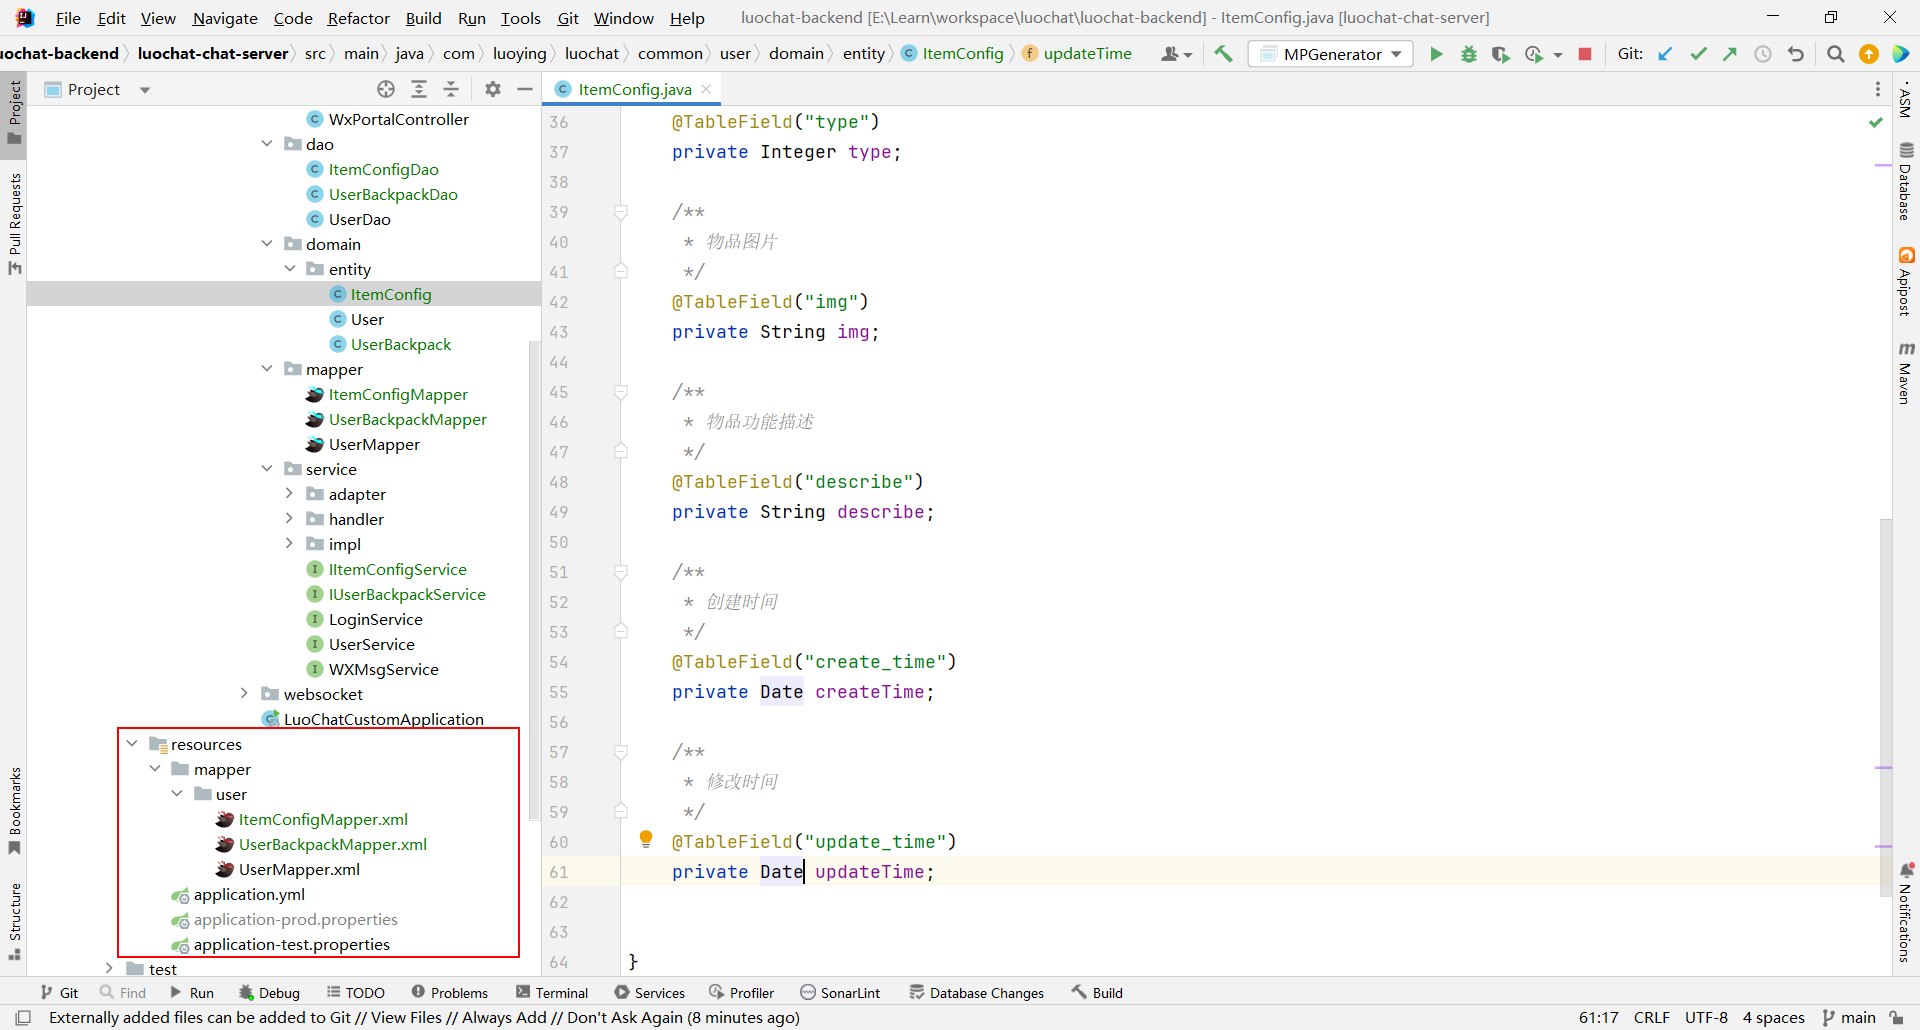 File Edit View Navigate Code Refactor Build Run Tools Git Window Help luochat-backend [E:\Learn\workspace\luochat\luochat-backend] - ItemConfig.java [luochat-chat-server]
uochat-backend luochat-chat-server src main java com luoying luochat common user domain entity ItemConfig updateTime MPGenerator Git:
Project
ItemConfig.java
Project
Pull Requests
Bookmarks
Structure
WxPortalController
dao
ItemConfigDao
UserBackpackDao
UserDao
domain
entity
ItemConfig
User
UserBackpack
mapper
ItemConfigMapper
UserBackpackMapper
UserMapper
service
adapter
handler
impl
IItemConfigService
IUserBackpackService
LoginService
UserService
WXMsgService
websocket
LuoChatCustomApplication
resources
mapper
user
ItemConfigMapper.xml
UserBackpackMapper.xml
UserMapper.xml
application.yml
application-prod.properties
application-test.properties
test
36 @TableField("type")
37 private Integer type;
38
39 /**
40 * 物品图片
41 */
42 @TableField("img")
43 private String img;
44
45 /**
46 * 物品功能描述
47 */
48 @TableField("describe")
49 private String describe;
50
51 /**
52 * 创建时间
53 */
54 @TableField("create_time")
55 private Date createTime;
56
57 /**
58 * 修改时间
59 */
60 @TableField("update_time")
61 private Date updateTime;
62
63
64 }
ASM
Database
Apipost
Maven
Notifications
Git Find Run Debug TODO Problems Terminal Services Profiler SonarLint Database Changes Build
Externally added files can be added to Git // View Files // Always Add // Don't Ask Again (8 minutes ago) 61:17 CRLF UTF-8 4 spaces main